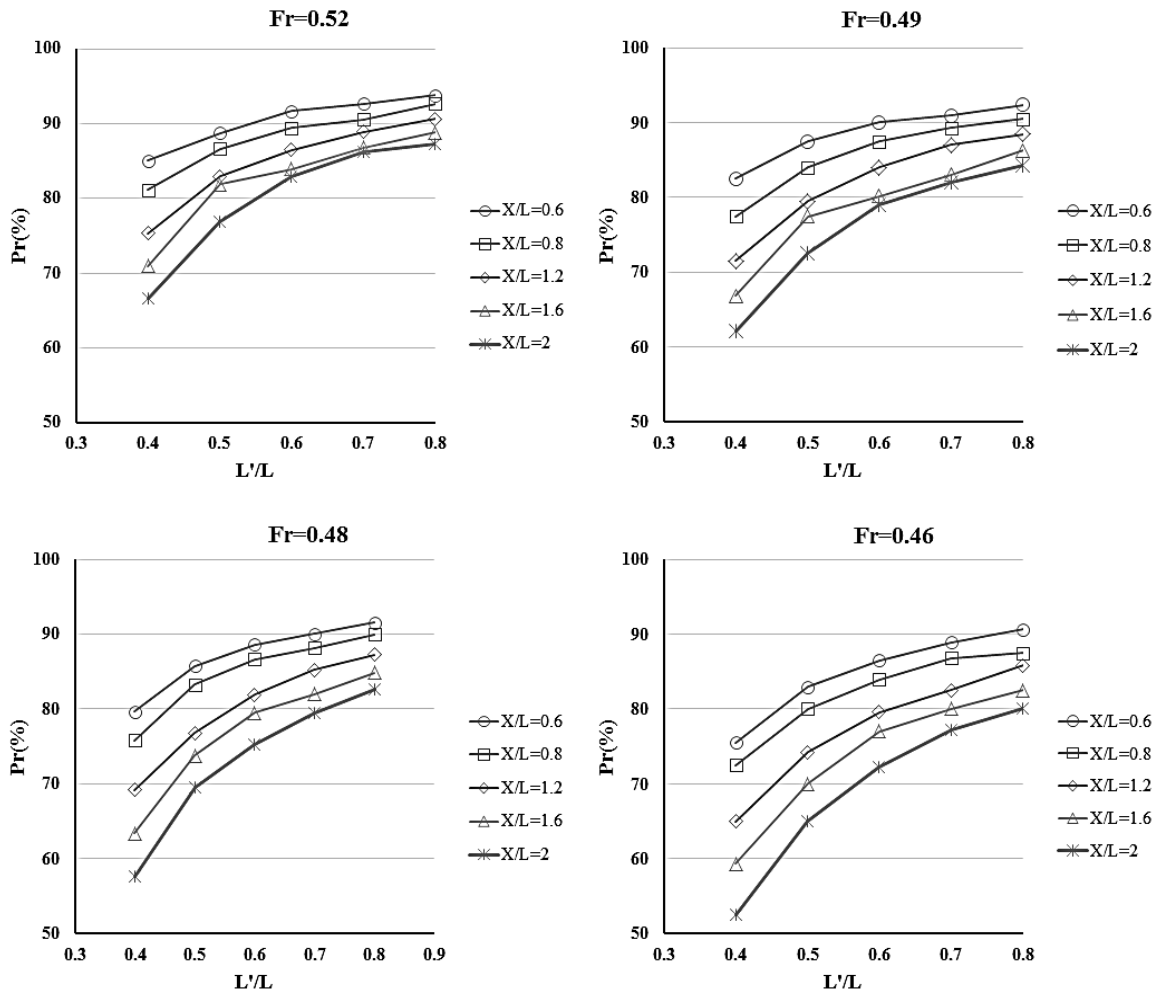 Fr=0.52
100
90
80
70
60
50
Pr(%)
0.3 0.4 0.5 0.6 0.7 0.8
L'/L
X/L=0.6
X/L=0.8
X/L=1.2
X/L=1.6
X/L=2
Fr=0.49
100
90
80
70
60
50
Pr(%)
0.3 0.4 0.5 0.6 0.7 0.8
L'/L
X/L=0.6
X/L=0.8
X/L=1.2
X/L=1.6
X/L=2
Fr=0.48
100
90
80
70
60
50
Pr(%)
0.3 0.4 0.5 0.6 0.7 0.8 0.9
L'/L
X/L=0.6
X/L=0.8
X/L=1.2
X/L=1.6
X/L=2
Fr=0.46
100
90
80
70
60
50
Pr(%)
0.3 0.4 0.5 0.6 0.7 0.8
L'/L
X/L=0.6
X/L=0.8
X/L=1.2
X/L=1.6
X/L=2